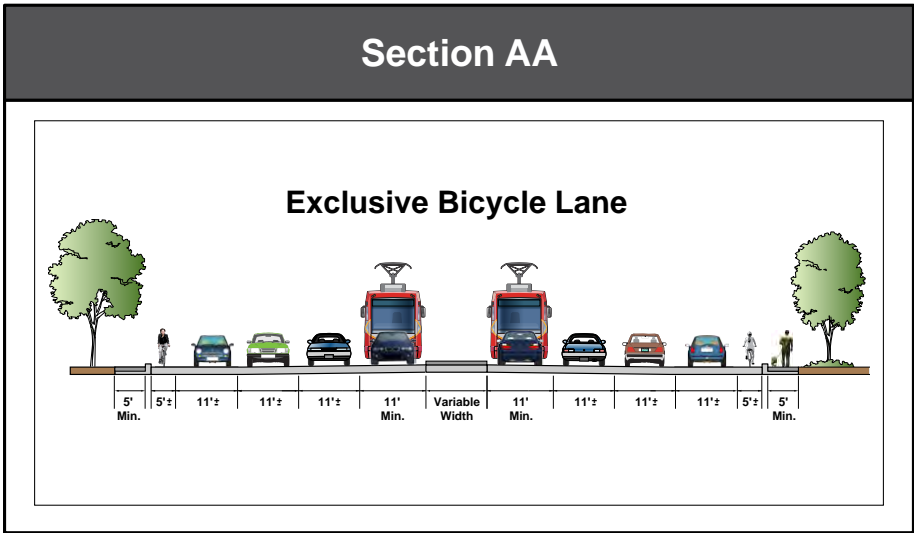 Section AA
Exclusive Bicycle Lane
5' 5'± 11'± 11'± 11'± 11' Variable 11' 11'± 11'± 11'± 5'± 5'
Min. Min. Width Min. Min.